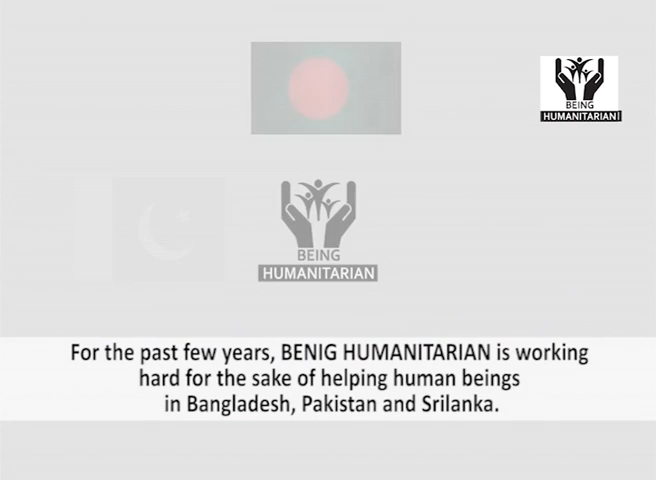 BEING
HUMANITARIAN
BEING
HUMANITARIAN
For the past few years, BENIG HUMANITARIAN is working
hard for the sake of helping human beings
in Bangladesh, Pakistan and Srilanka.